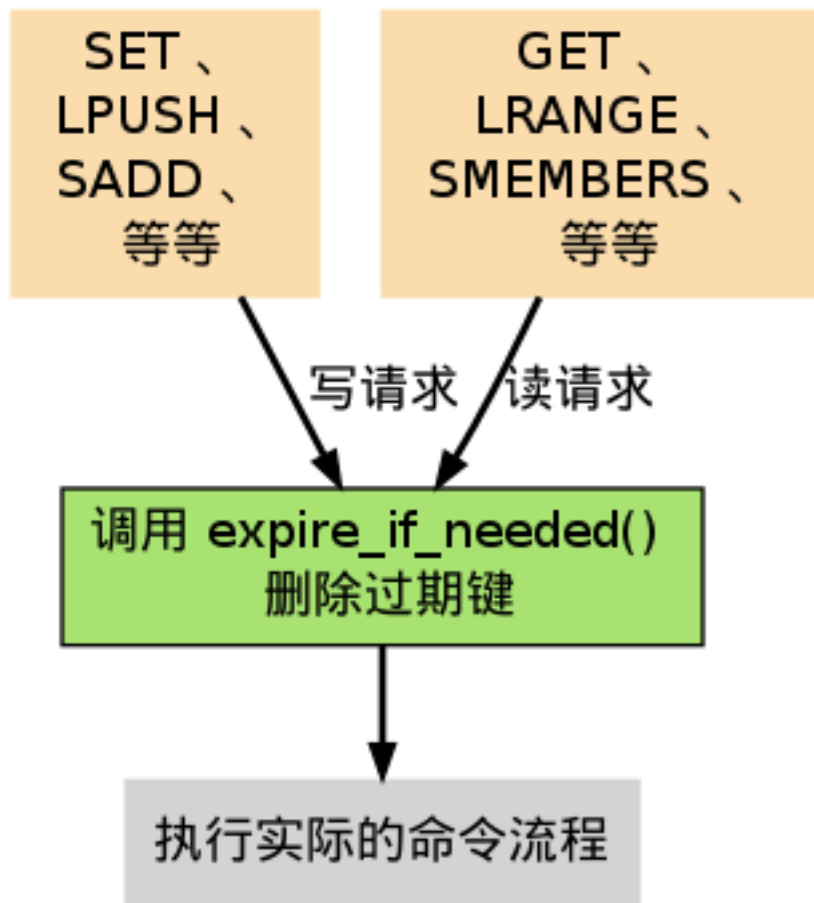 SET 、
LPUSH 、
SADD 、
等等
GET 、
LRANGE 、
SMEMBERS 、
等等
写请求
读请求
调用 expire_if_needed()
删除过期键
执行实际的命令流程